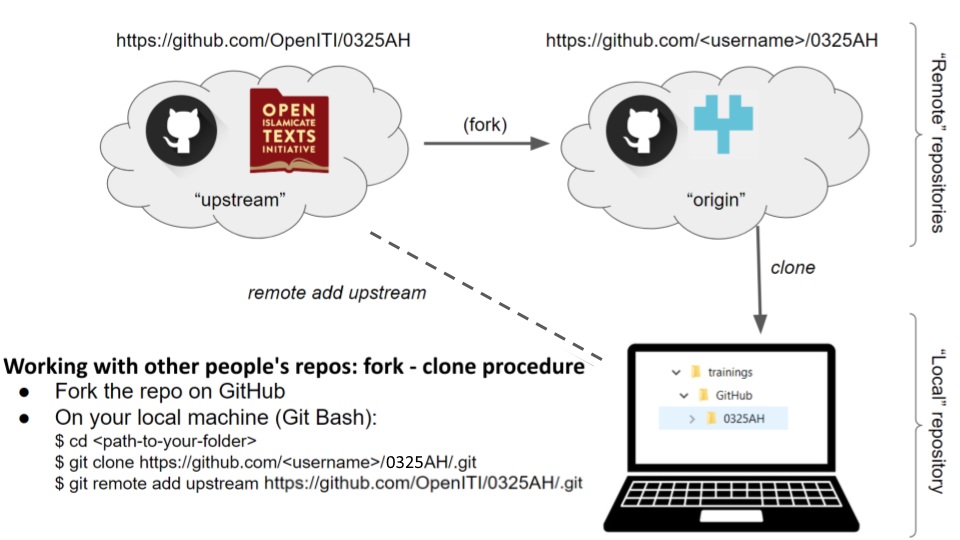 https://github.com/OpenITI/0325AH
https://github.com/<username>/0325AH
OPEN
ISLAMICATE
TEXTS
INITIATIVE
(fork)
“upstream”
“origin”
“Remote” repositories
clone
remote add upstream
Working with other people's repos: fork - clone procedure
● Fork the repo on GitHub
● On your local machine (Git Bash):
$ cd <path-to-your-folder>
$ git clone https://github.com/<username>/0325AH/.git
$ git remote add upstream https://github.com/OpenITI/0325AH/.git
trainings
GitHub
0325AH
“Local” repository